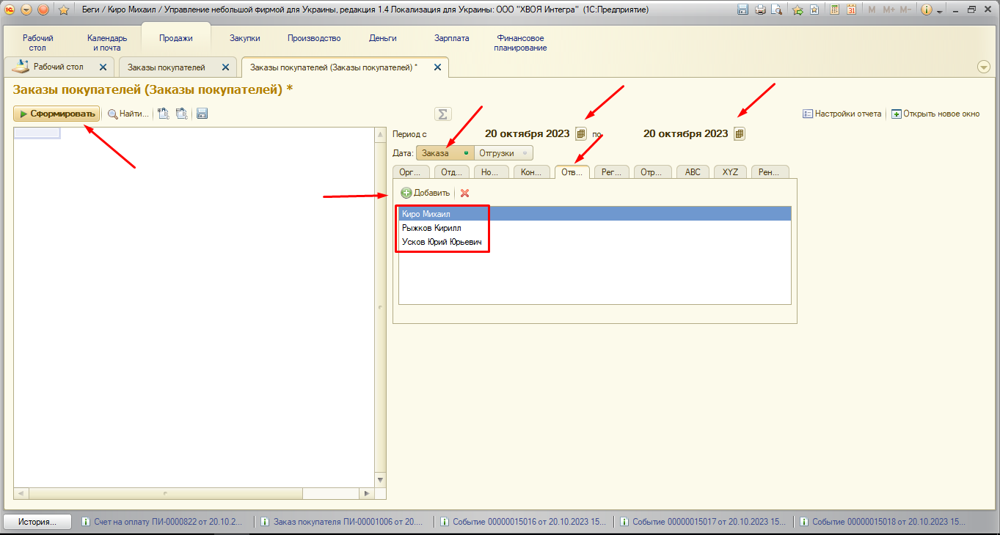 Беги / Киро Михаил / Управление небольшой фирмой для Украины, редакция 1.4 Локализация для Украины: ООО "ХВОЯ Интегра" (1С:Предприятие)
31 M M+ M-
Рабочий стол
Календарь и почта
Продажи
Закупки
Производство
Деньги
Зарплата
Финансовое планирование
Рабочий стол
Заказы покупателей
Заказы покупателей (Заказы покупателей) *
Заказы покупателей (Заказы покупателей) *
Сформировать
Найти...
Σ
Настройки отчета
Открыть новое окно
Период с 20 октября 2023 по 20 октября 2023
Дата: Заказа Отгрузки
Орг... Отд... Но... Кон... Отв... Рег... Отр... ABC XYZ Рен...
Добавить
Киро Михаил
Рыжков Кирилл
Усков Юрий Юрьевич
История...
Счет на оплату ПИ-0000822 от 20.10.2...
Заказ покупателя ПИ-00001006 от 20....
Событие 00000015016 от 20.10.2023 15...
Событие 00000015017 от 20.10.2023 15...
Событие 00000015018 от 20.10.2023 15...